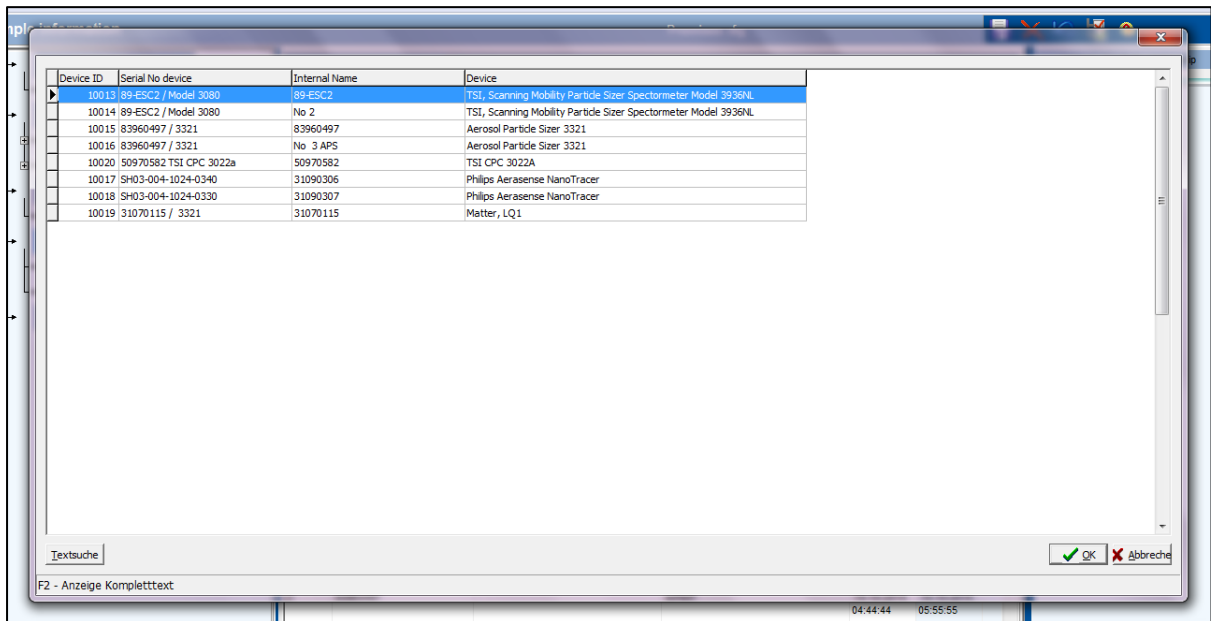 Device ID Serial No device Internal Name Device
10013 89-ESC2 / Model 3080 89-ESC2 TSI, Scanning Mobility Particle Sizer Spectormeter Model 3936NL
10014 89-ESC2 / Model 3080 No 2 TSI, Scanning Mobility Particle Sizer Spectormeter Model 3936NL
10015 83960497 / 3321 83960497 Aerosol Particle Sizer 3321
10016 83960497 / 3321 No 3 APS Aerosol Particle Sizer 3321
10020 50970582 TSI CPC 3022a 50970582 TSI CPC 3022A
10017 SH03-004-1024-0340 31090306 Philips Aerasense NanoTracer
10018 SH03-004-1024-0330 31090307 Philips Aerasense NanoTracer
10019 31070115 / 3321 31070115 Matter, LQ1
Textsuche OK Abbreche
F2 - Anzeige Kompletttext
04:44:44 05:55:55